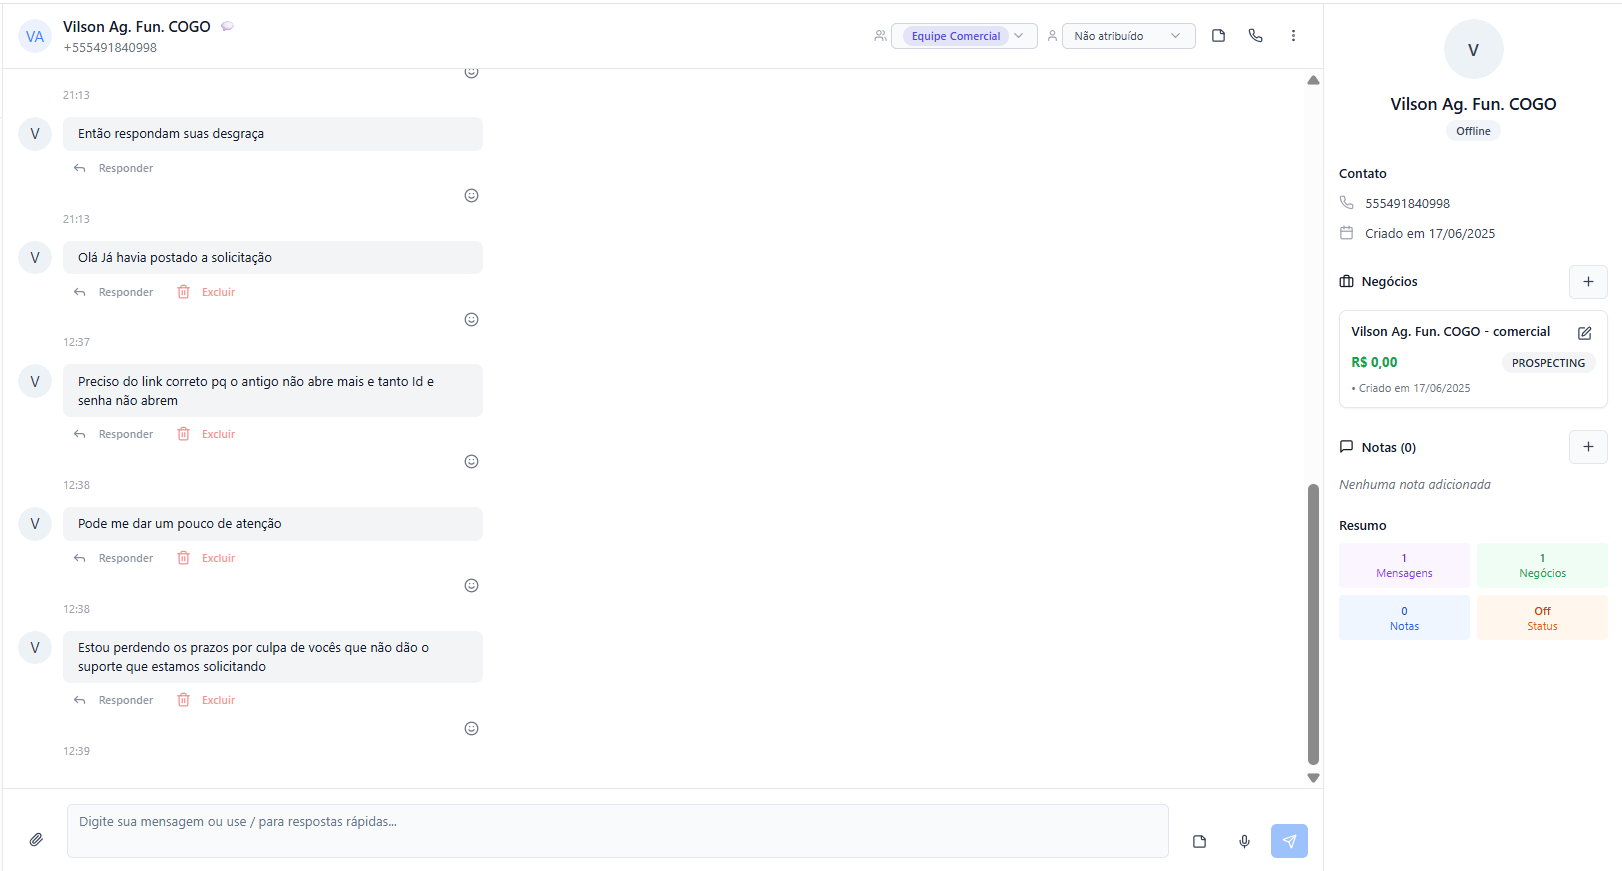 VA
Vilson Ag. Fun. COGO
+555491840998
Equipe Comercial
Não atribuído
21:13
V
Então respondam suas desgraça
Responder
21:13
V
Olá Já havia postado a solicitação
Responder
Excluir
12:37
V
Preciso do link correto pq o antigo não abre mais e tanto Id e
senha não abrem
Responder
Excluir
12:38
V
Pode me dar um pouco de atenção
Responder
Excluir
12:38
V
Estou perdendo os prazos por culpa de vocês que não dão o
suporte que estamos solicitando
Responder
Excluir
12:39
Digite sua mensagem ou use / para respostas rápidas...
V
Vilson Ag. Fun. COGO
Offline
Contato
555491840998
Criado em 17/06/2025
Negócios
Vilson Ag. Fun. COGO - comercial
R$ 0,00
PROSPECTING
• Criado em 17/06/2025
Notas (0)
Nenhuma nota adicionada
Resumo
1
Mensagens
1
Negócios
0
Notas
Off
Status